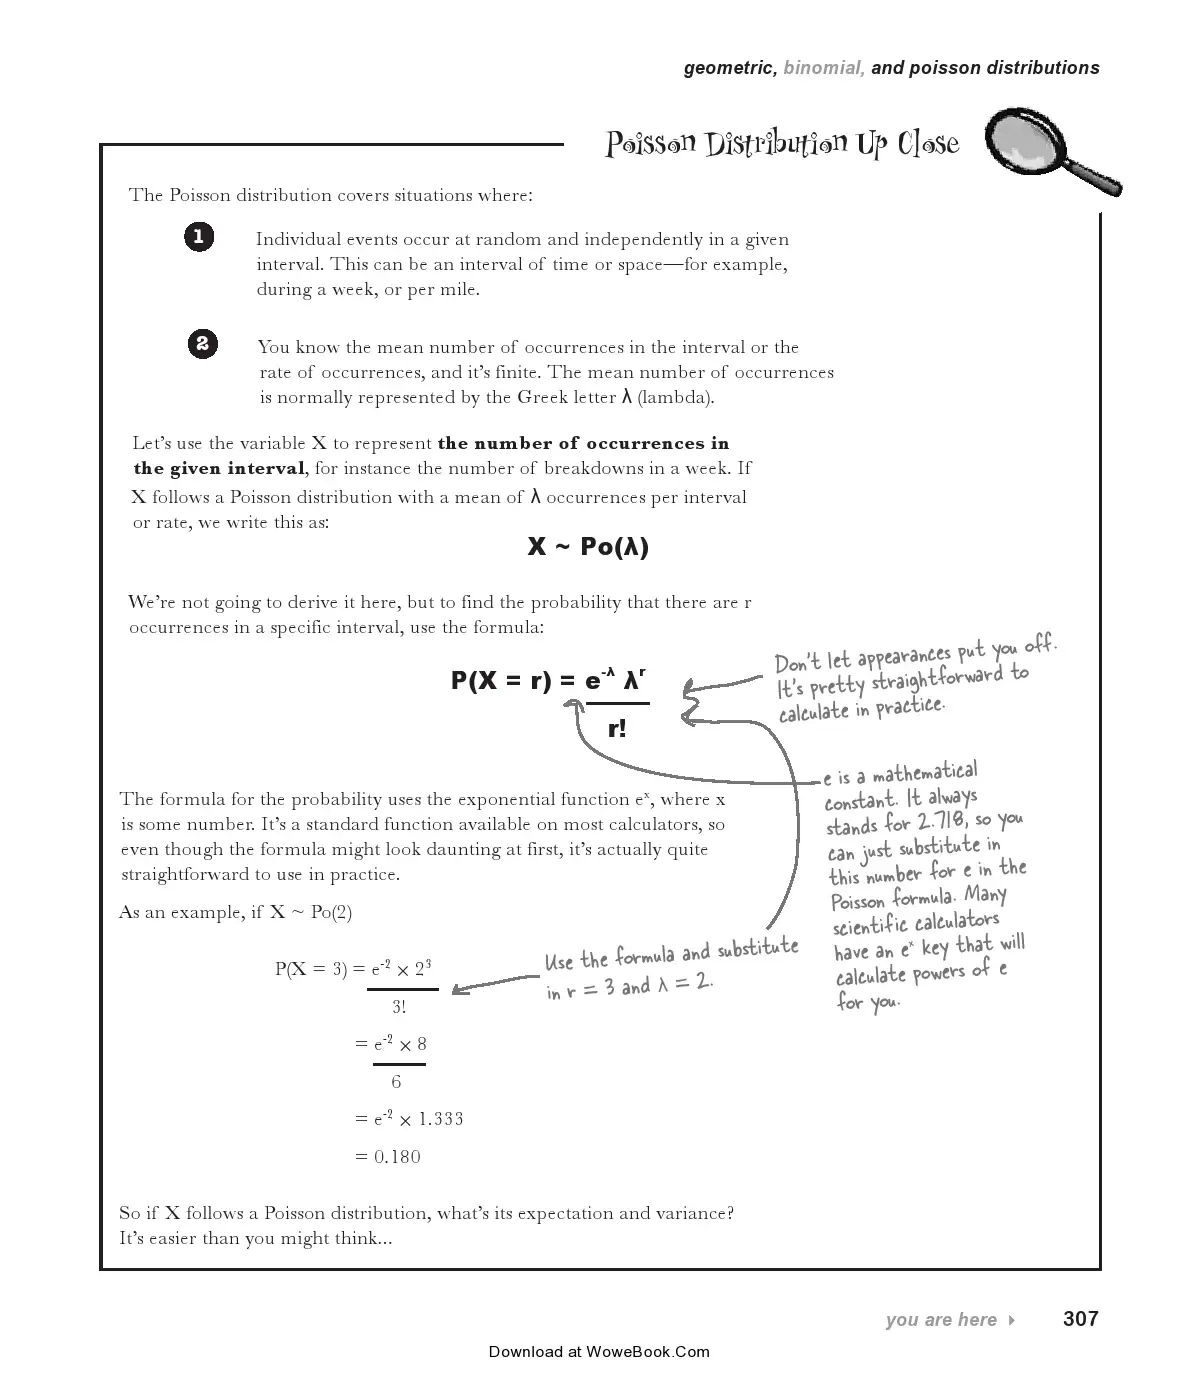 geometric, binomial, and poisson distributions
Poisson Distribution Up Close
The Poisson distribution covers situations where:
1
Individual events occur at random and independently in a given
interval. This can be an interval of time or space—for example,
during a week, or per mile.
2
You know the mean number of occurrences in the interval or the
rate of occurrences, and it's finite. The mean number of occurrences
is normally represented by the Greek letter λ (lambda).
Let's use the variable X to represent the number of occurrences in
the given interval, for instance the number of breakdowns in a week. If
X follows a Poisson distribution with a mean of λ occurrences per interval
or rate, we write this as:
X ~ Po(λ)
We're not going to derive it here, but to find the probability that there are r
occurrences in a specific interval, use the formula:
P(X = r) = e⁻λ λʳ
r!
Don't let appearances put you off.
It's pretty straightforward to
calculate in practice.
e is a mathematical
constant. It always
stands for 2.718, so you
can just substitute in
this number for e in the
Poisson formula. Many
scientific calculators
have an eˣ key that will
calculate powers of e
for you.
The formula for the probability uses the exponential function eˣ, where x
is some number. It's a standard function available on most calculators, so
even though the formula might look daunting at first, it's actually quite
straightforward to use in practice.
As an example, if X ~ Po(2)
P(X = 3) = e⁻² × 2³
3!
Use the formula and substitute
in r = 3 and λ = 2.
= e⁻² × 8
6
= e⁻² × 1.333
= 0.180
So if X follows a Poisson distribution, what's its expectation and variance?
It's easier than you might think...
you are here 307
Download at WoweBook.Com